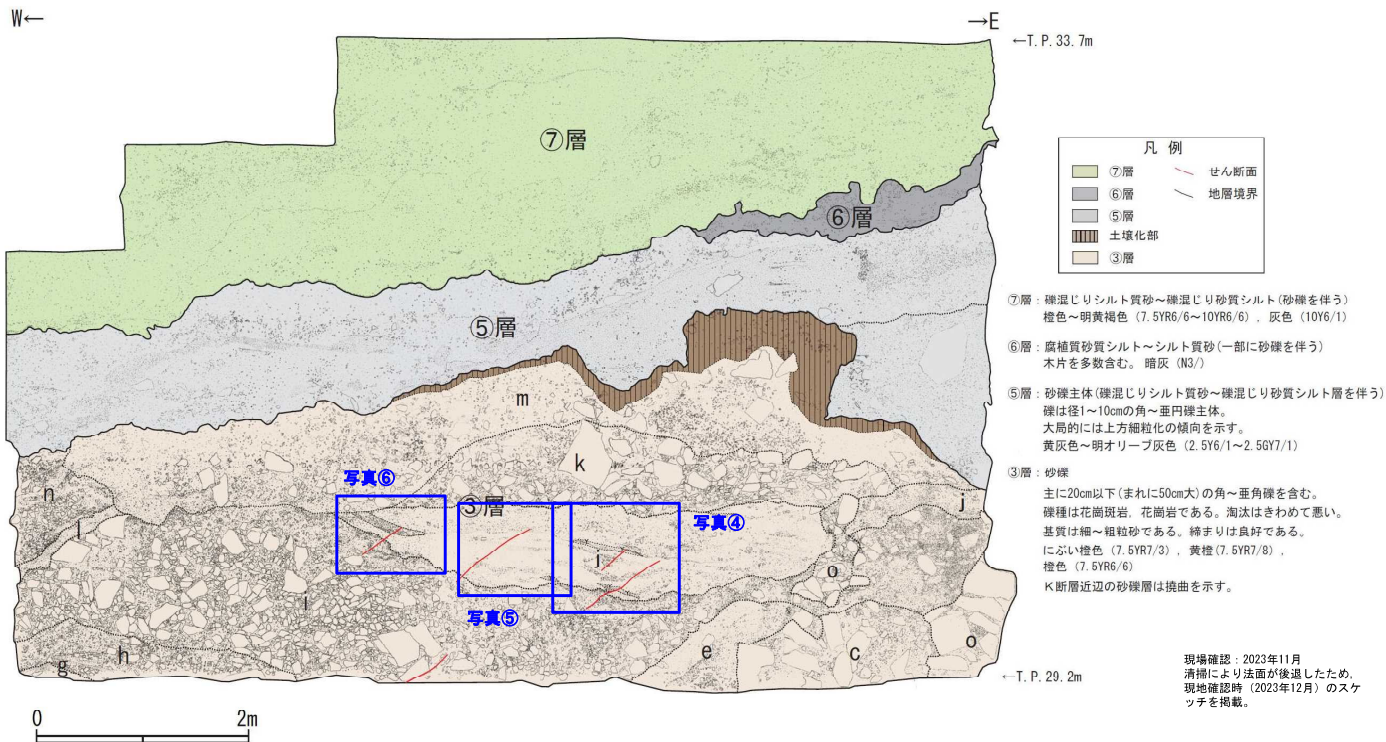 W←
→E
←T.P.33.7m
⑦層
⑥層
⑤層
m
k
写真⑥
③層
写真④
n
j
l
j
o
i
写真⑤
h
g
e
c
o
←T.P.29.2m
0
2m
凡 例
⑦層
せん断面
⑥層
地層境界
⑤層
土壌化部
③層
⑦層：礫混じりシルト質砂～礫混じり砂質シルト(砂礫を伴う)
橙色～明黄褐色（7.5YR6/6～10YR6/6），灰色（10Y6/1）
⑥層：腐植質砂質シルト～シルト質砂(一部に砂礫を伴う)
木片を多数含む。暗灰（N3/）
⑤層：砂礫主体(礫混じりシルト質砂～礫混じり砂質シルト層を伴う)
礫は径1～10cmの角～亜円礫主体。
大局的には上方細粒化の傾向を示す。
黄灰色～明オリーブ灰色（2.5Y6/1～2.5GY7/1）
③層：砂礫
主に20cm以下(まれに50cm大)の角～亜角礫を含む。
礫種は花崗斑岩，花崗岩である。淘汰はきわめて悪い。
基質は細～粗粒砂である。締まりは良好である。
にぶい橙色（7.5YR7/3），黄橙(7.5YR7/8)，
橙色（7.5YR6/6）
K断層近辺の砂礫層は撓曲を示す。
現場確認：2023年11月
清掃により法面が後退したため，
現地確認時（2023年12月）のスケ
ッチを掲載。